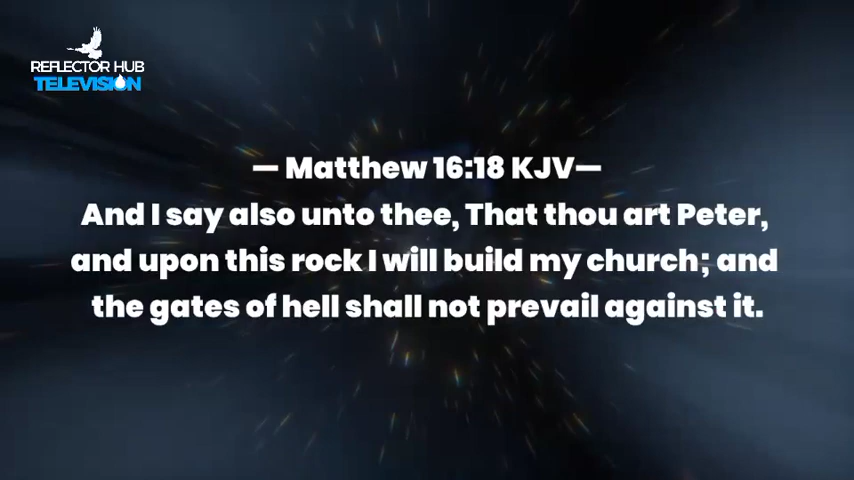 REFLECTOR HUB
TELEVISION
— Matthew 16:18 KJV—
And I say also unto thee, That thou art Peter,
and upon this rock I will build my church; and
the gates of hell shall not prevail against it.